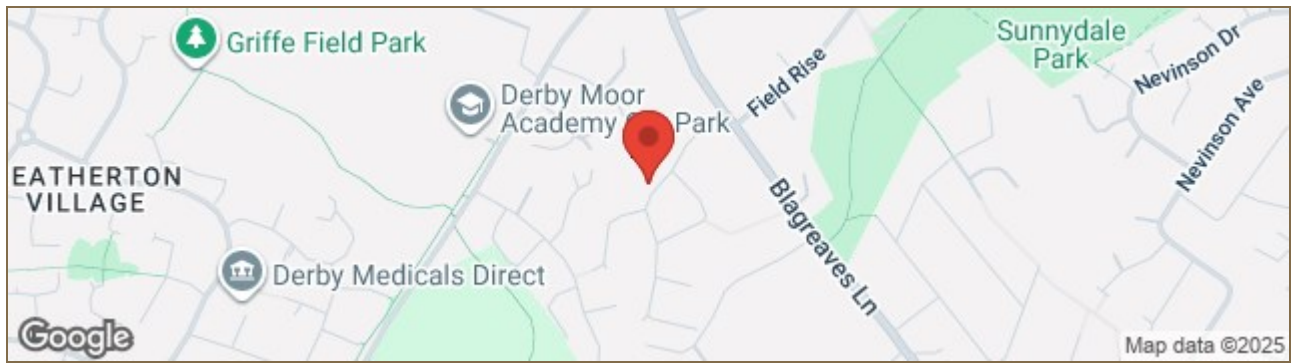 Griffe Field Park
Sunnydale
Park
Nevinson Dr
Field Rise
Nevinson Ave
Derby Moor
Academy Park
EATHERTON
VILLAGE
Blagreaves Ln
Derby Medicals Direct
Google
Map data ©2025